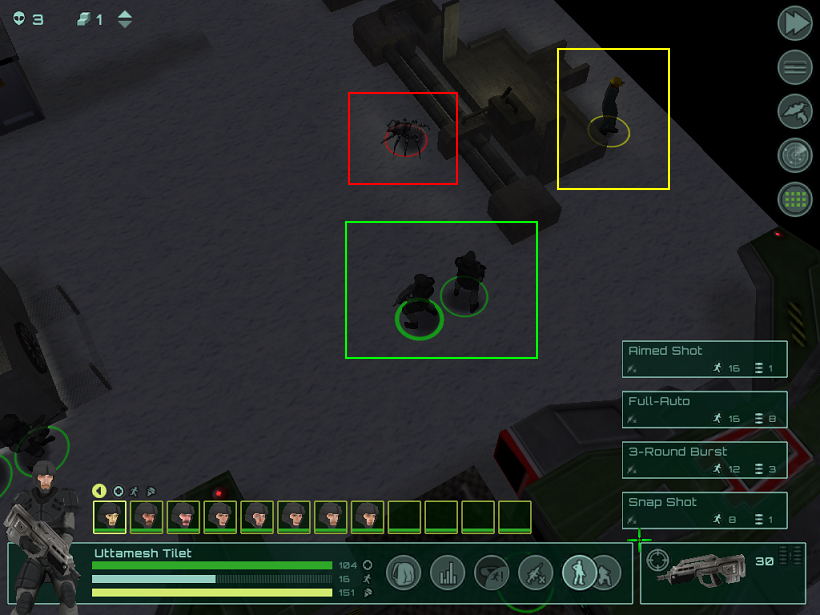 3 1
Aimed Shot
16 1
Full-Auto
16 8
3-Round Burst
12 3
Snap Shot
8 1
Uttamesh Tilet
104
16
151
30